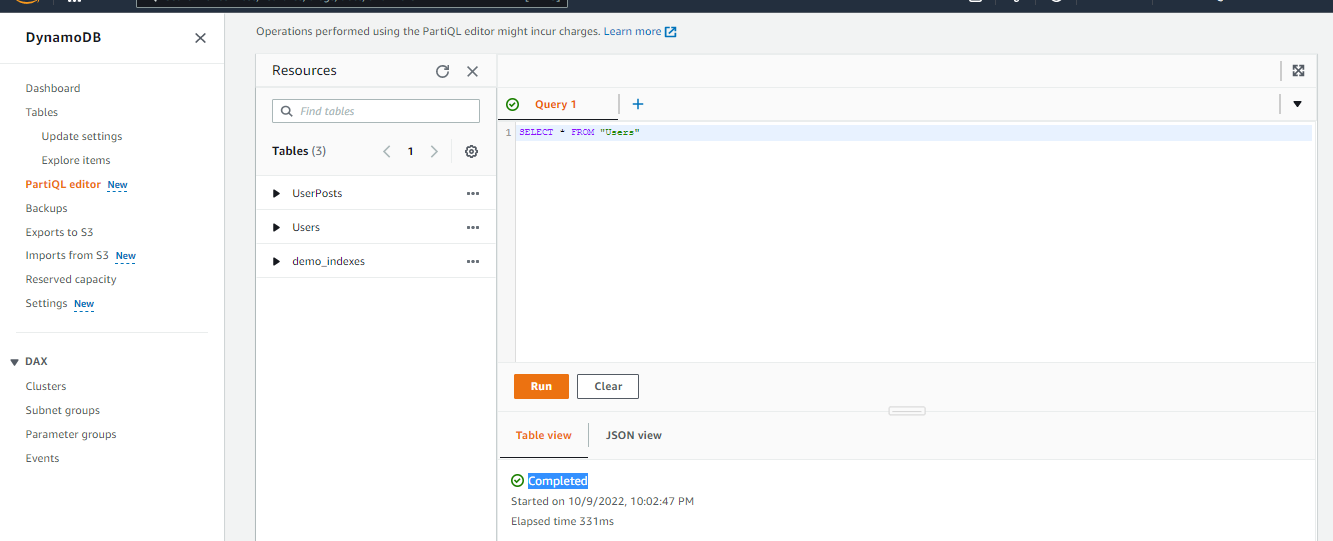 DynamoDB
Dashboard
Tables
Update settings
Explore items
PartiQL editor New
Backups
Exports to S3
Imports from S3 New
Reserved capacity
Settings New
DAX
Clusters
Subnet groups
Parameter groups
Events
Operations performed using the PartiQL editor might incur charges. Learn more
Resources
Find tables
Tables (3)
1
UserPosts
Users
demo_indexes
Query 1
1 SELECT * FROM "Users"
Run Clear
Table view JSON view
Completed
Started on 10/9/2022, 10:02:47 PM
Elapsed time 331ms